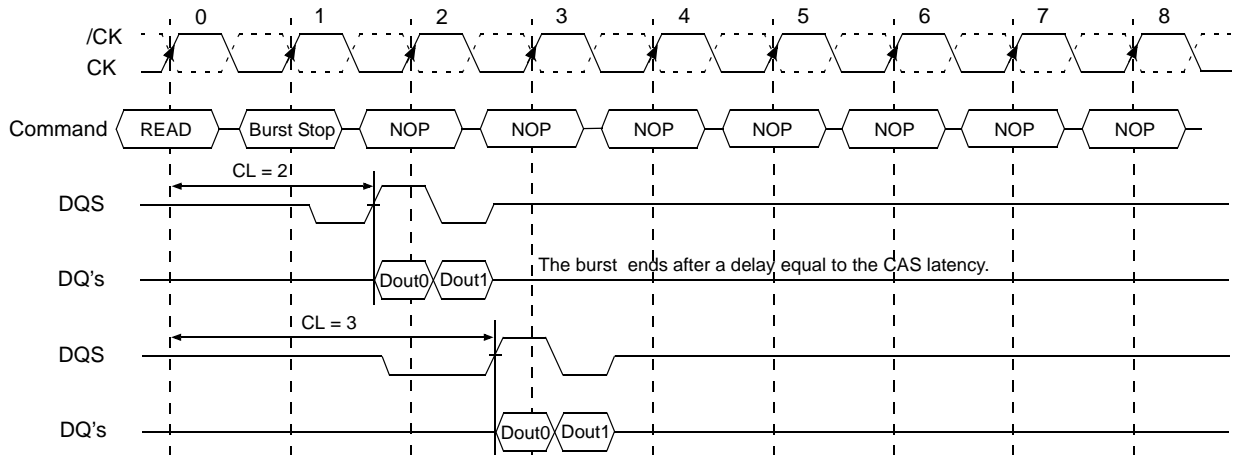 0 1 2 3 4 5 6 7 8
/CK
CK
Command READ Burst Stop NOP NOP NOP NOP NOP NOP NOP
CL = 2
DQS
DQ's Dout0 Dout1 The burst ends after a delay equal to the CAS latency.
CL = 3
DQS
DQ's Dout0 Dout1